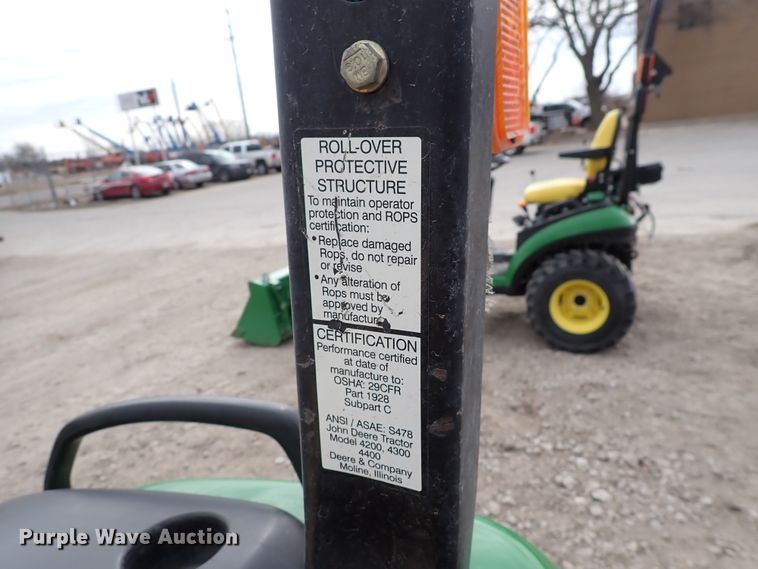 ROLL-OVER
PROTECTIVE
STRUCTURE
To maintain operator
protection and ROPS
certification:
• Replace damaged
Rops, do not repair
or revise
• Any alteration of
Rops must be
approved by
manufacture
CERTIFICATION
Performance certified
at date of
manufacture to:
OSHA: 29CFR
Part 1928
Subpart C
ANSI / ASAE: S478
John Deere Tractor
Model 4200, 4300
4400
Deere & Company
Moline, Illinois
Purple Wave Auction